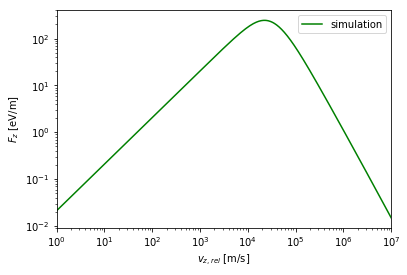 simulation
10²
10¹
10⁰
10⁻¹
10⁻²
F_z [eV/m]
10⁰ 10¹ 10² 10³ 10⁴ 10⁵ 10⁶ 10⁷
v_{z, rel} [m/s]